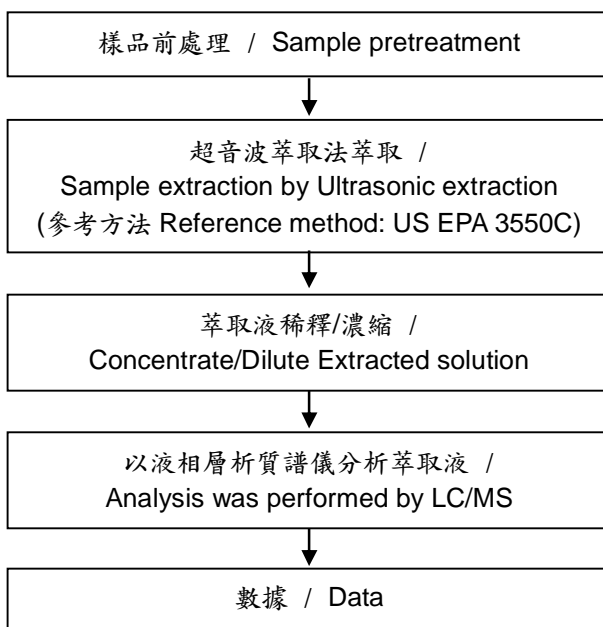 樣品前處理 / Sample pretreatment
超音波萃取法萃取 /
Sample extraction by Ultrasonic extraction
(參考方法 Reference method: US EPA 3550C)
萃取液稀釋/濃縮 /
Concentrate/Dilute Extracted solution
以液相層析質譜儀分析萃取液 /
Analysis was performed by LC/MS
數據 / Data